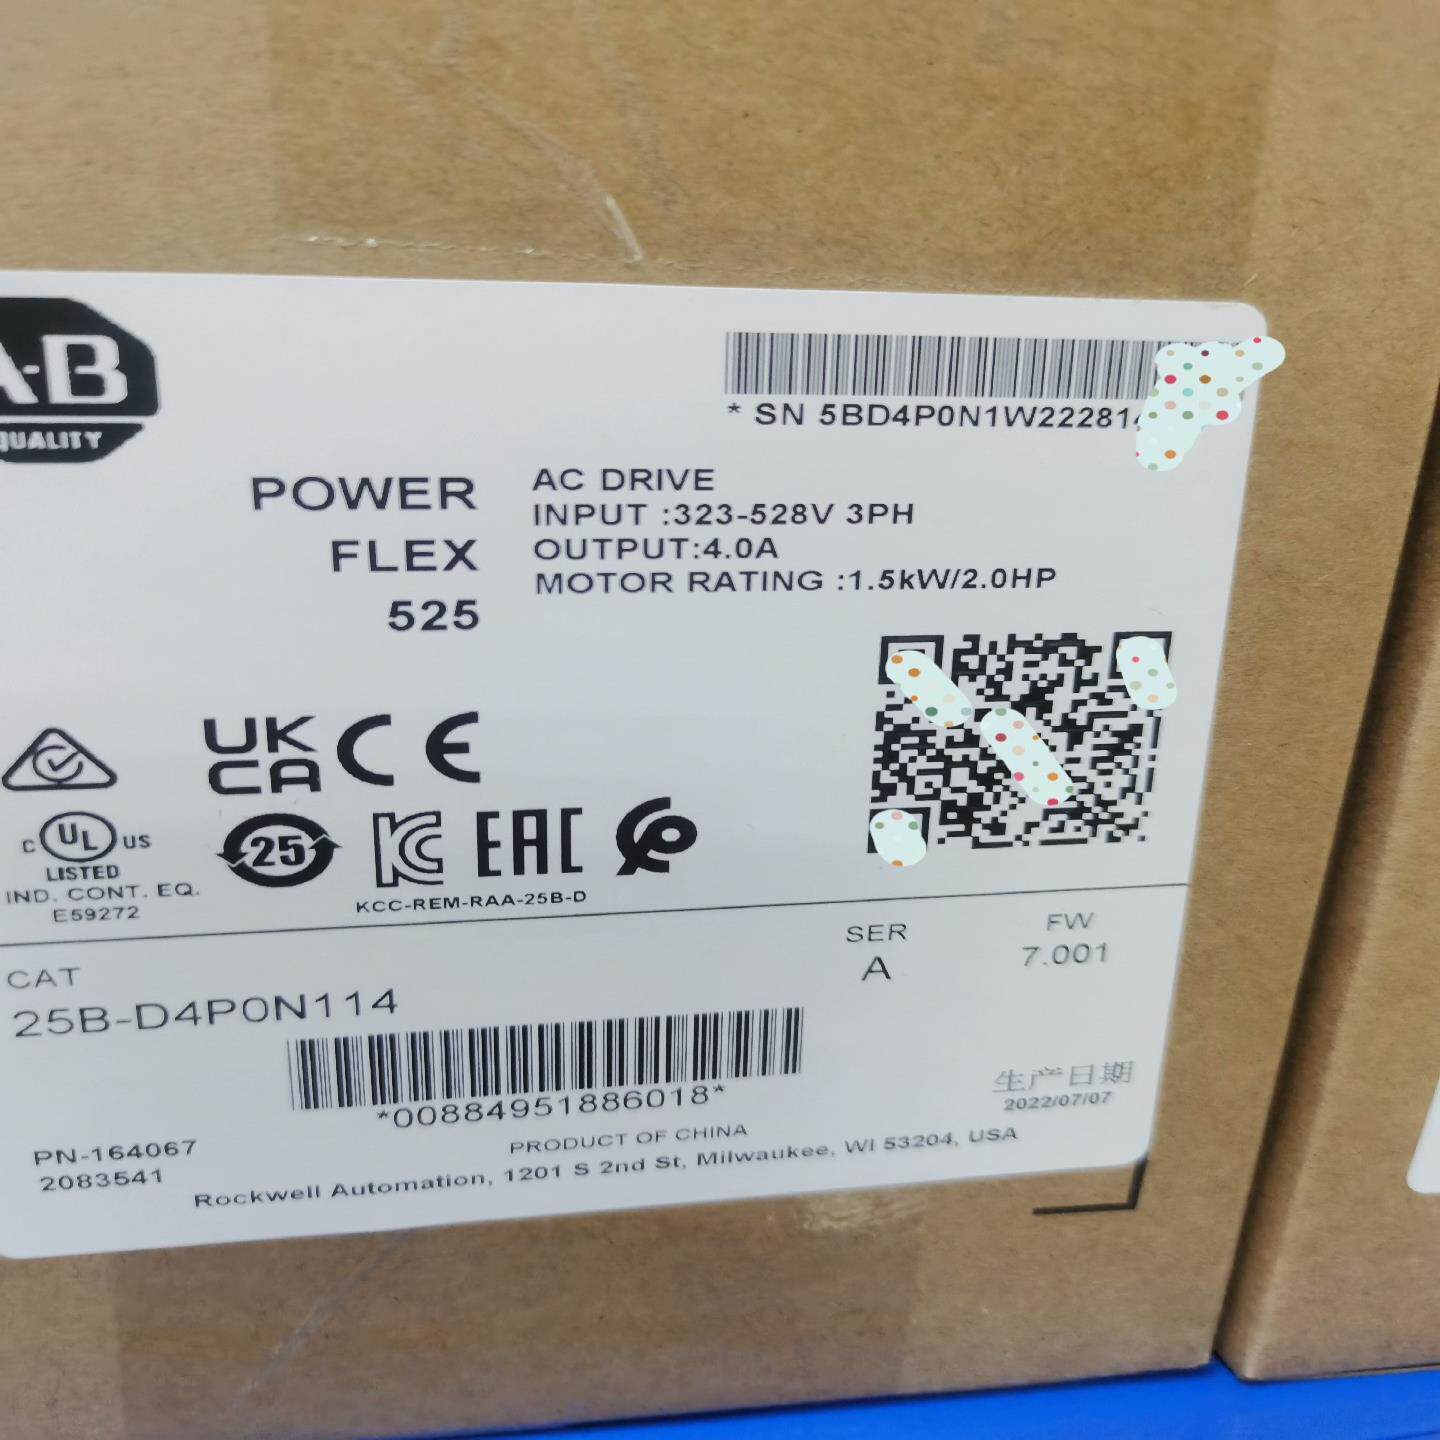 A-B
QUALITY
* SN 5BD4P0N1W222814
POWER
FLEX
525
AC DRIVE
INPUT :323-528V 3PH
OUTPUT:4.0A
MOTOR RATING :1.5kW/2.0HP
UK
CA
CE
C UL US
LISTED
IND. CONT. EQ.
E59272
25
KC
EAC
KCC-REM-RAA-25B-D
CAT
25B-D4P0N114
SER
A
FW
7.001
*00884951886018*
生产日期
2022/07/07
PN-164067
2083541
PRODUCT OF CHINA
Rockwell Automation, 1201 S 2nd St, Milwaukee, WI 53204, USA